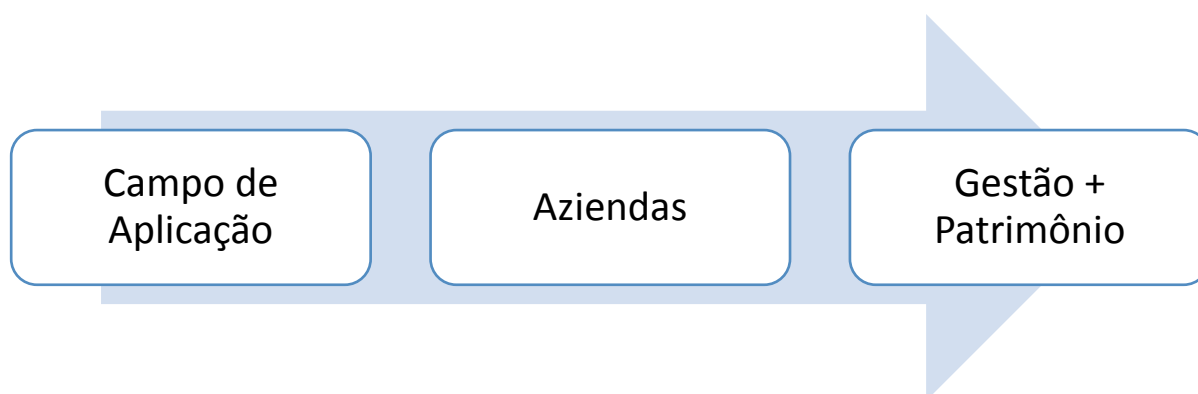 Campo de
Aplicação
Aziendas
Gestão +
Patrimônio